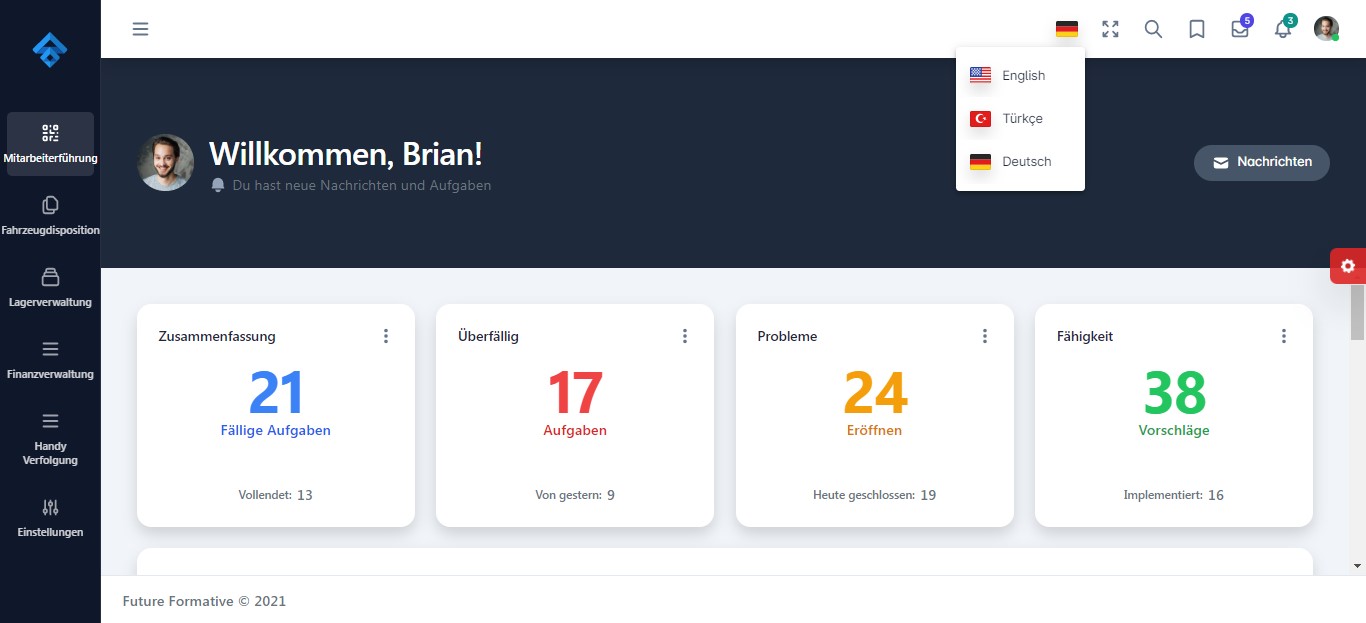 5
3
English
Türkçe
Deutsch
Mitarbeiterführung
Fahrzeugdisposition
Lagerverwaltung
Finanzverwaltung
Handy
Verfolgung
Einstellungen
Willkommen, Brian!
Du hast neue Nachrichten und Aufgaben
Nachrichten
Zusammenfassung
21
Fällige Aufgaben
Vollendet: 13
Überfällig
17
Aufgaben
Von gestern: 9
Probleme
24
Eröffnen
Heute geschlossen: 19
Fähigkeit
38
Vorschläge
Implementiert: 16
Future Formative © 2021